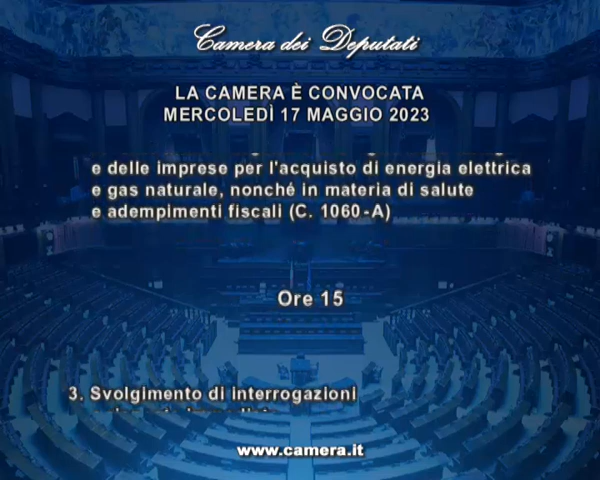 Camera dei Deputati
LA CAMERA È CONVOCATA
MERCOLEDÌ 17 MAGGIO 2023
e delle imprese per l'acquisto di energia elettrica
e gas naturale, nonché in materia di salute
e adempimenti fiscali (C. 1060-A)
Ore 15
3. Svolgimento di interrogazioni
www.camera.it